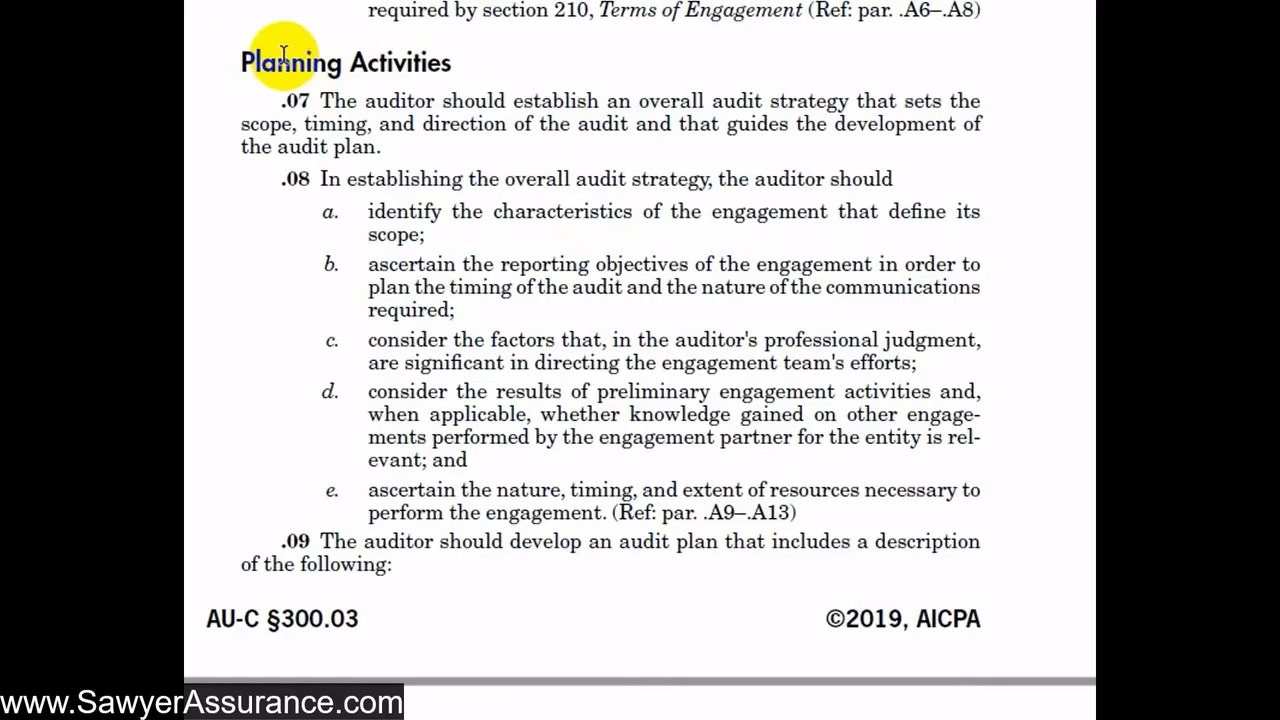 required by section 210, Terms of Engagement (Ref: par. .A6–.A8)
Planning Activities
.07 The auditor should establish an overall audit strategy that sets the
scope, timing, and direction of the audit and that guides the development of
the audit plan.
.08 In establishing the overall audit strategy, the auditor should
a. identify the characteristics of the engagement that define its
scope;
b. ascertain the reporting objectives of the engagement in order to
plan the timing of the audit and the nature of the communications
required;
c. consider the factors that, in the auditor's professional judgment,
are significant in directing the engagement team's efforts;
d. consider the results of preliminary engagement activities and,
when applicable, whether knowledge gained on other engage-
ments performed by the engagement partner for the entity is rel-
evant; and
e. ascertain the nature, timing, and extent of resources necessary to
perform the engagement. (Ref: par. .A9–.A13)
.09 The auditor should develop an audit plan that includes a description
of the following:
AU-C §300.03 ©2019, AICPA
www.SawyerAssurance.com